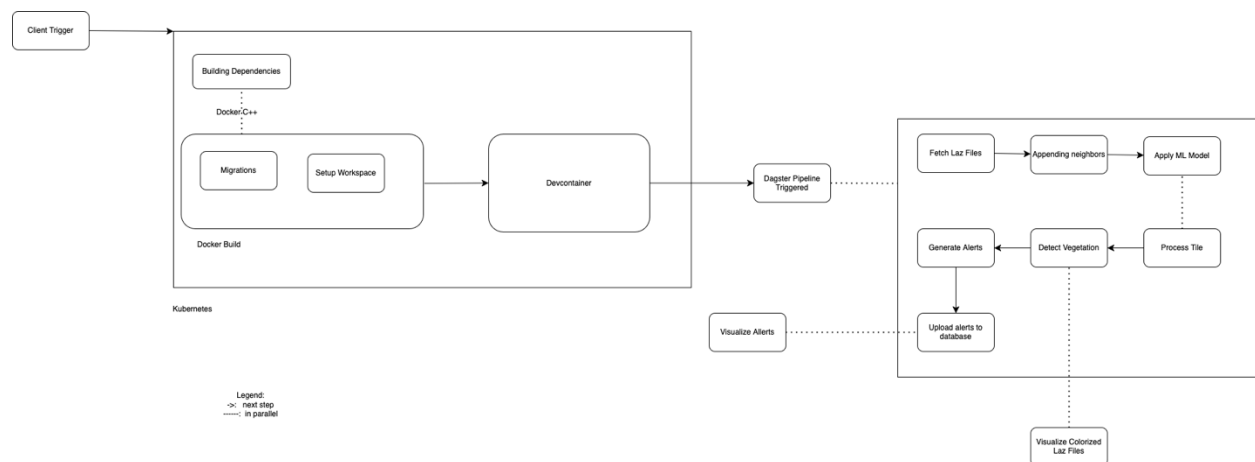 Client Trigger
Building Dependencies
Docker C++
Migrations
Setup Workspace
Docker Build
Devcontainer
Kubernetes
Dagster Pipeline
Triggered
Fetch Laz Files
Appending neighbors
Apply ML Model
Generate Alerts
Detect Vegetation
Process Tile
Visualize Allerts
Upload alerts to
database
Visualize Colorized
Laz Files
Legend:
->: next step
------: in parallel